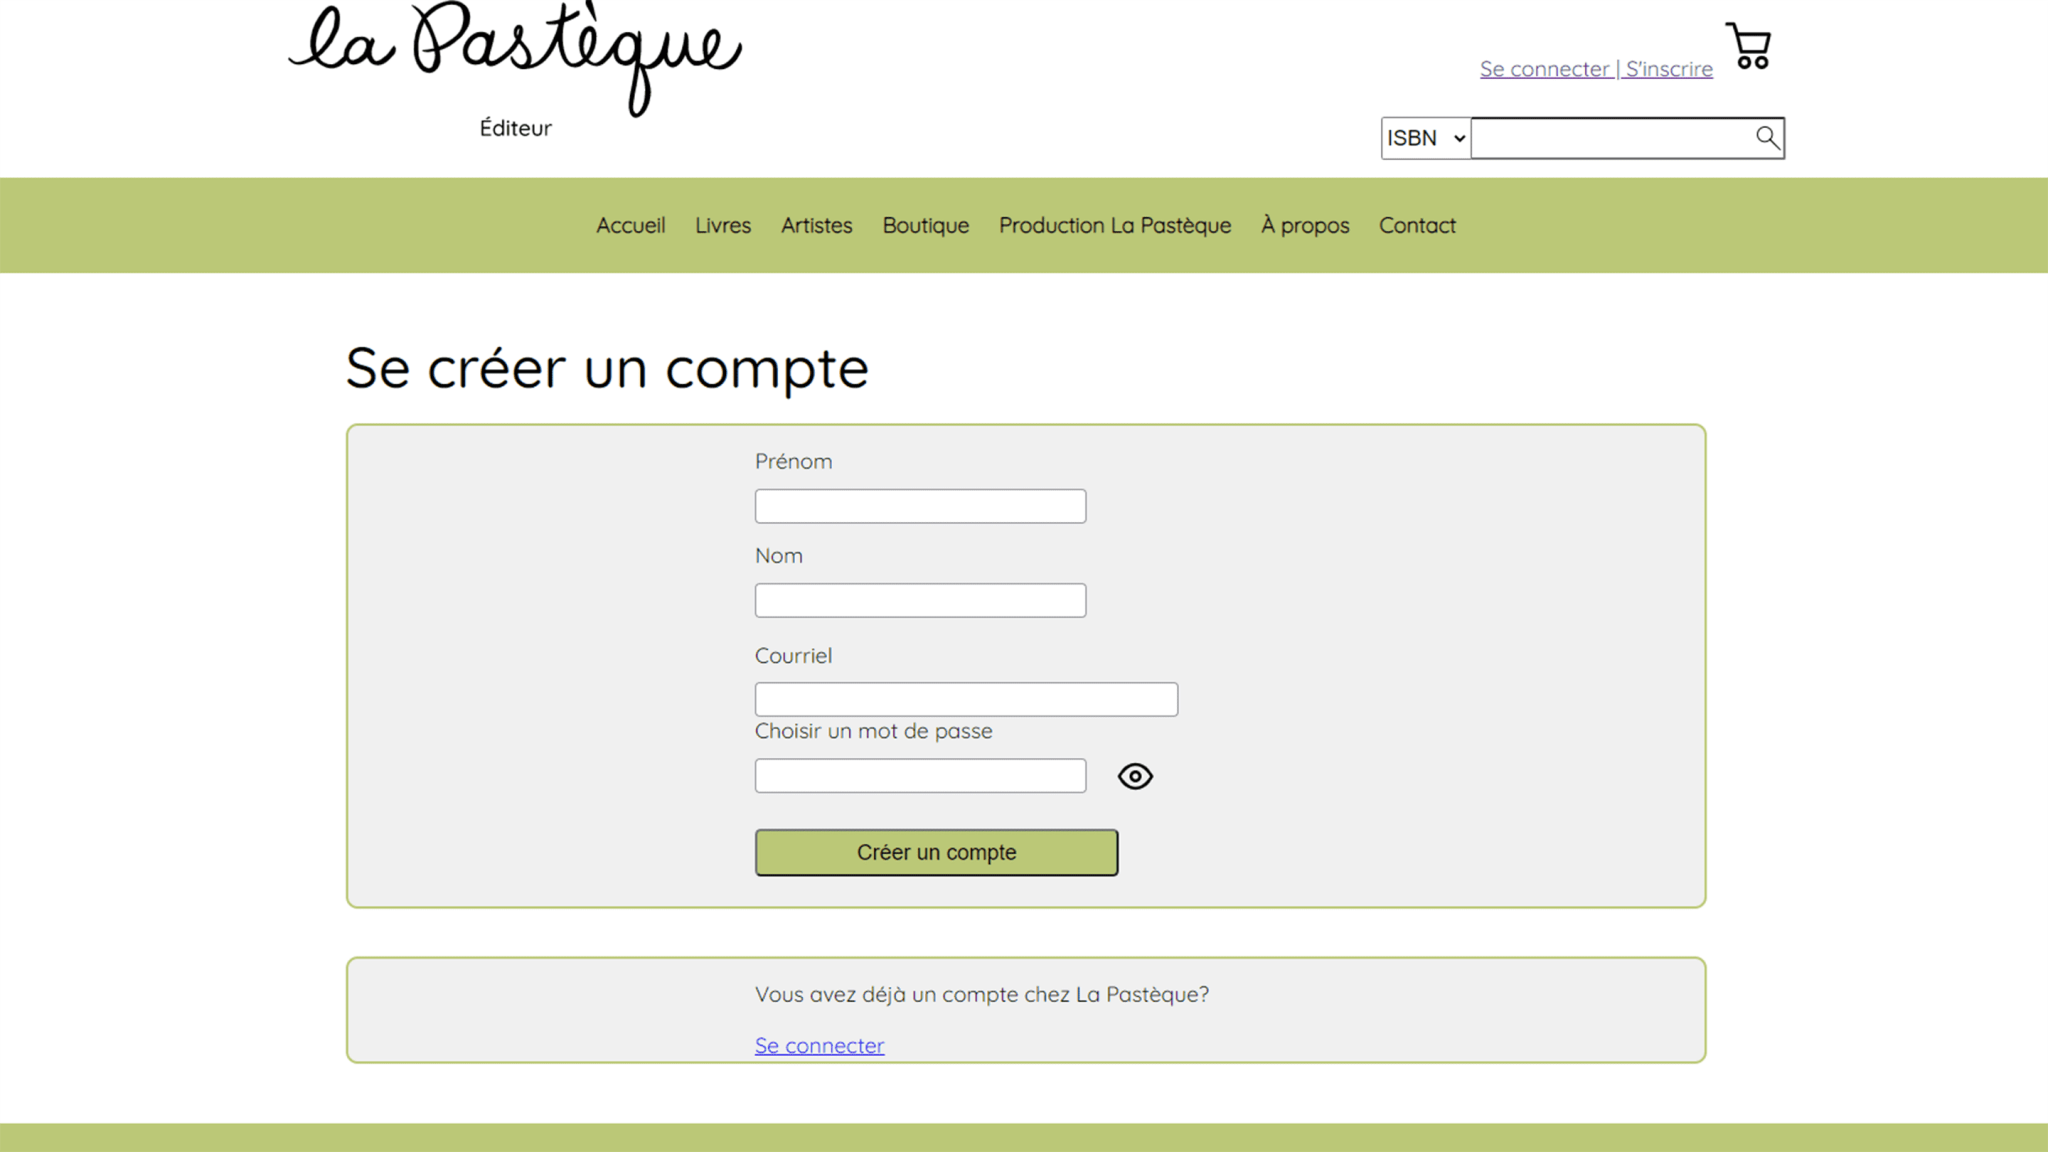 la Pastèque
Éditeur
Se connecter | S'inscrire
ISBN
Accueil Livres Artistes Boutique Production La Pastèque À propos Contact
Se créer un compte
Prénom
Nom
Courriel
Choisir un mot de passe
Créer un compte
Vous avez déjà un compte chez La Pastèque?
Se connecter